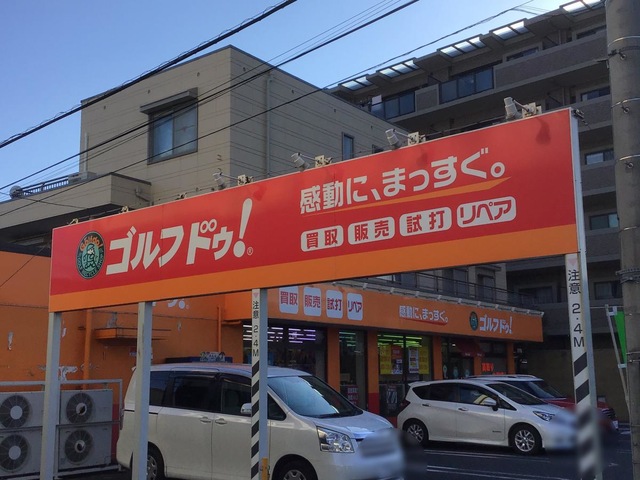 ゴルフドゥ!®
感動に、まっすぐ。
買取 販売 試打 リペア
注意2.4M
注意2.4M
買取 販売 試打 リペア
感動に、まっすぐ。
ゴルフドゥ!